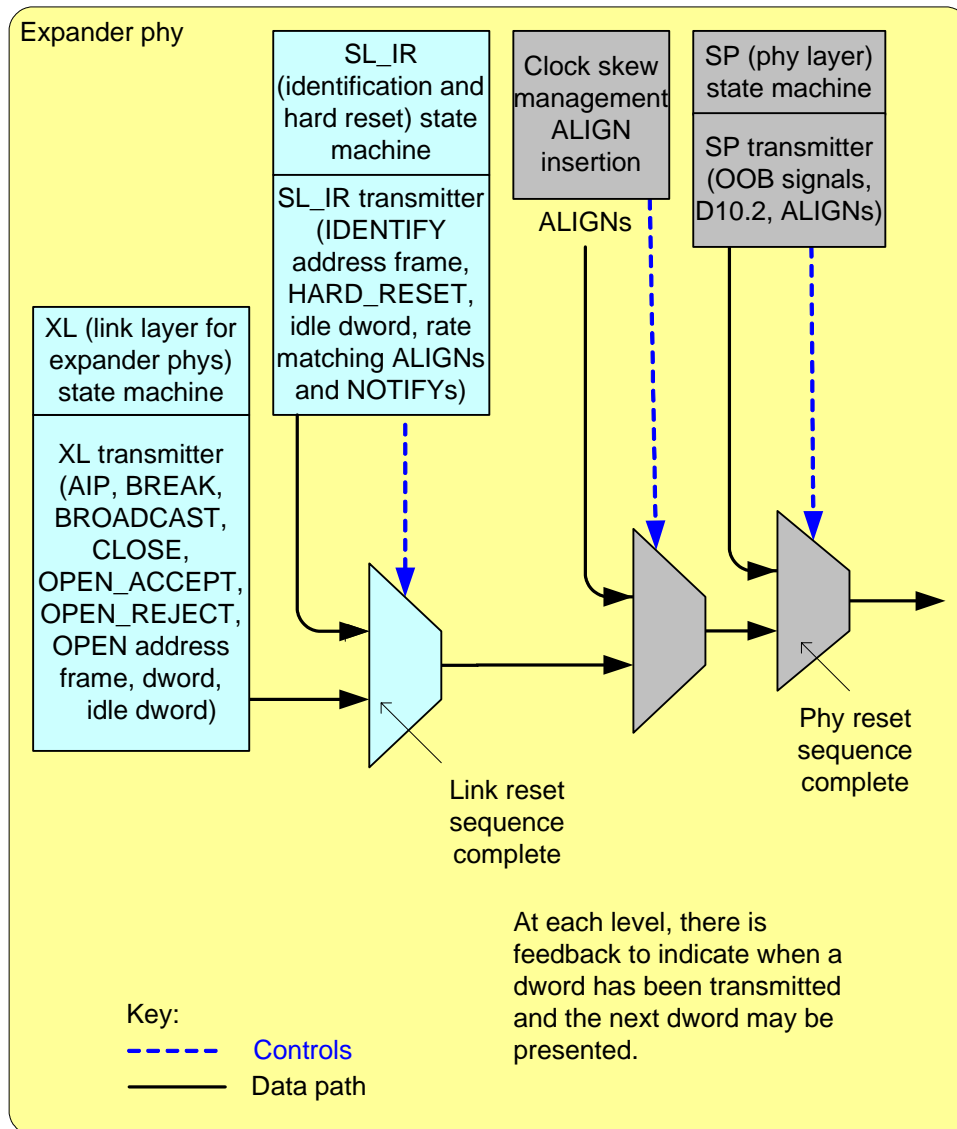 Expander phy
SL_IR
(identification and
hard reset) state
machine
SL_IR transmitter
(IDENTIFY
address frame,
HARD_RESET,
idle dword, rate
matching ALIGNs
and NOTIFYs)
Clock skew
management
ALIGN
insertion
ALIGNs
SP (phy layer)
state machine
SP transmitter
(OOB signals,
D10.2, ALIGNs)
XL (link layer for
expander phys)
state machine
XL transmitter
(AIP, BREAK,
BROADCAST,
CLOSE,
OPEN_ACCEPT,
OPEN_REJECT,
OPEN address
frame, dword,
idle dword)
Link reset
sequence
complete
Phy reset
sequence
complete
At each level, there is
feedback to indicate when a
dword has been transmitted
and the next dword may be
presented.
Key:
Controls
Data path